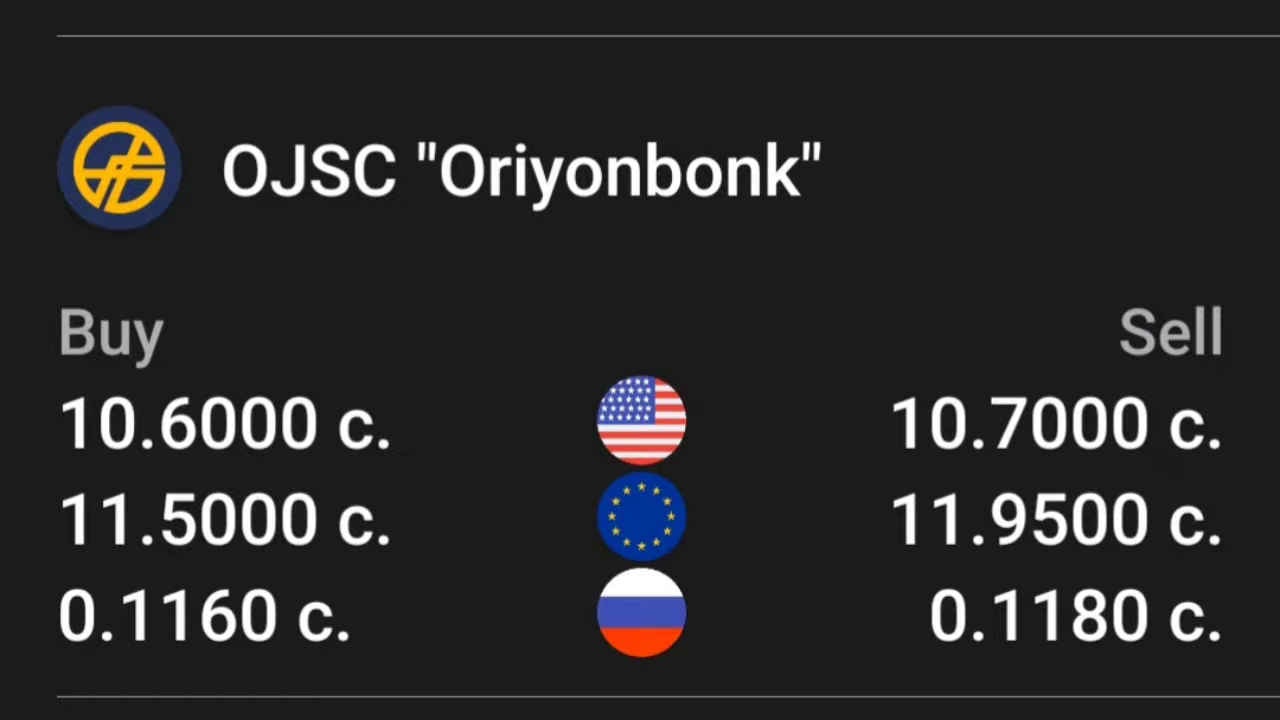 OJSC "Oriyonbonk"
Buy Sell
10.6000 c. 10.7000 c.
11.5000 c. 11.9500 c.
0.1160 c. 0.1180 c.